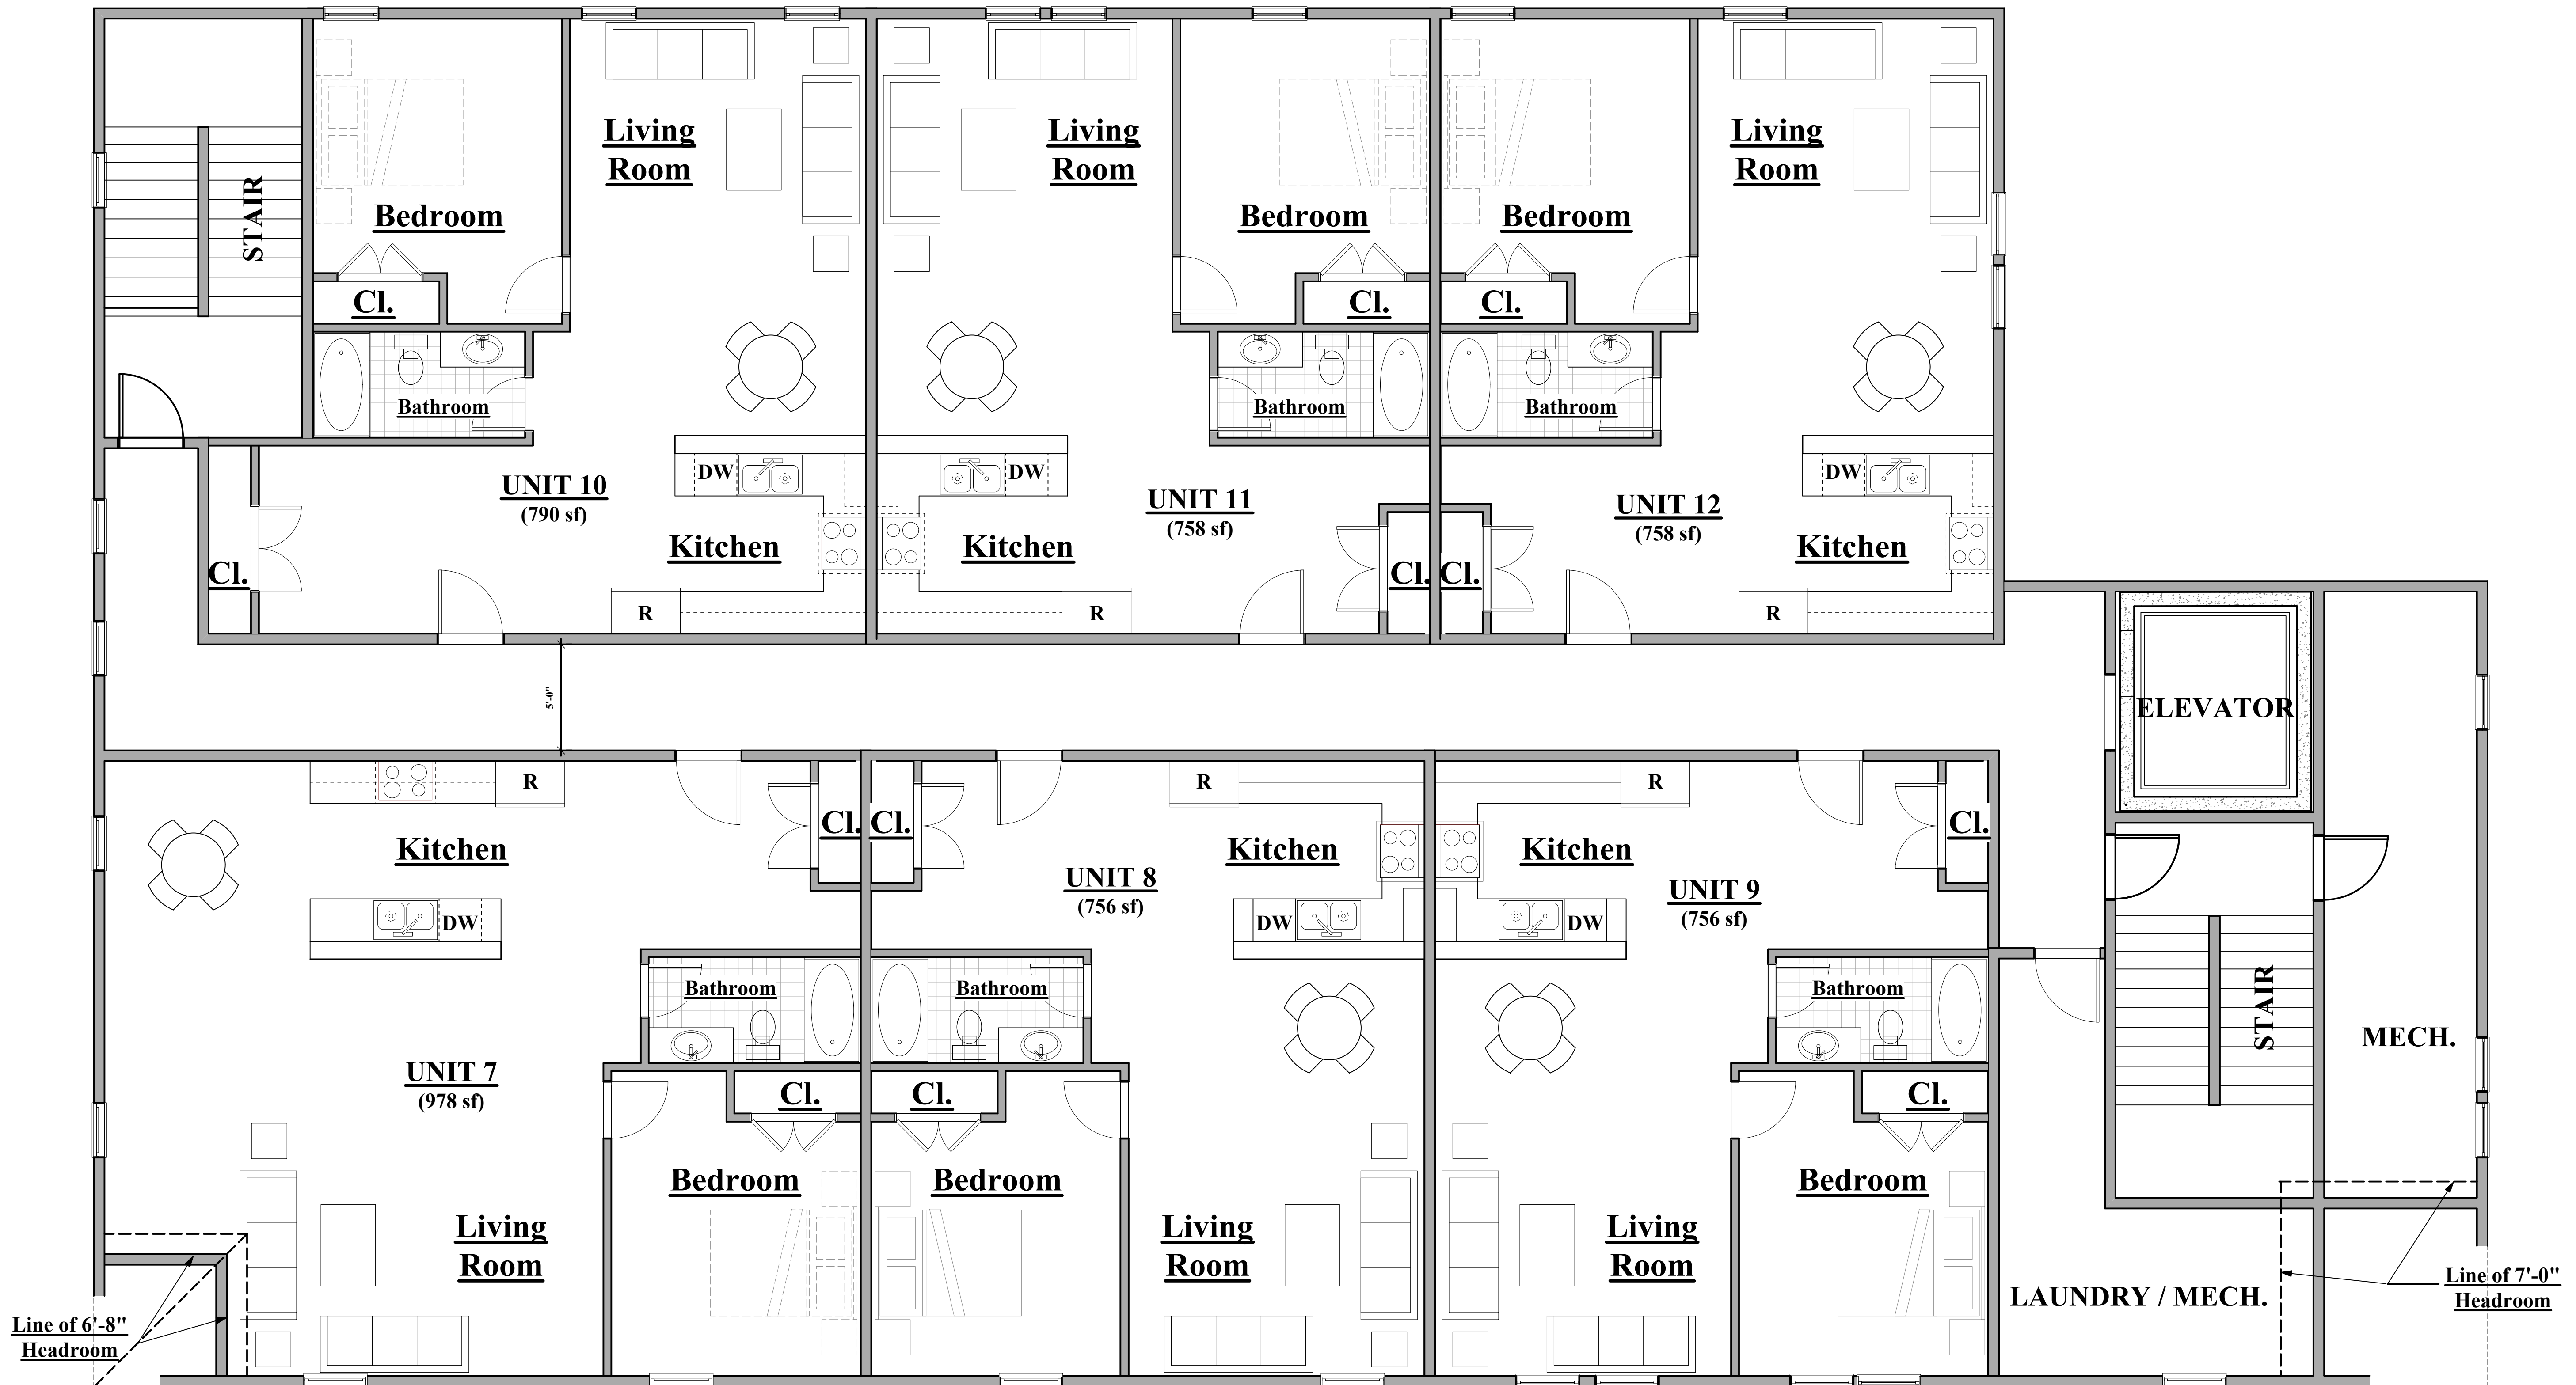 STAIR
Bedroom
Cl.
Bathroom
Living
Room
UNIT 10
(790 sf)
DW
Kitchen
Cl.
R
Living
Room
Bedroom
Cl.
Bathroom
DW
UNIT 11
(758 sf)
Kitchen
Cl.
R
Bedroom
Cl.
Bathroom
Living
Room
UNIT 12
(758 sf)
DW
Kitchen
Cl.
R
5'-0"
ELEVATOR
R
Kitchen
Cl.
DW
Bathroom
UNIT 7
(978 sf)
Cl.
Bedroom
Living
Room
Line of 6'-8"
Headroom
Cl.
R
Kitchen
UNIT 8
(756 sf)
DW
Bathroom
Cl.
Bedroom
Living
Room
R
Kitchen
Cl.
UNIT 9
(756 sf)
DW
Bathroom
Cl.
Bedroom
Living
Room
STAIR
MECH.
LAUNDRY / MECH.
Line of 7'-0"
Headroom